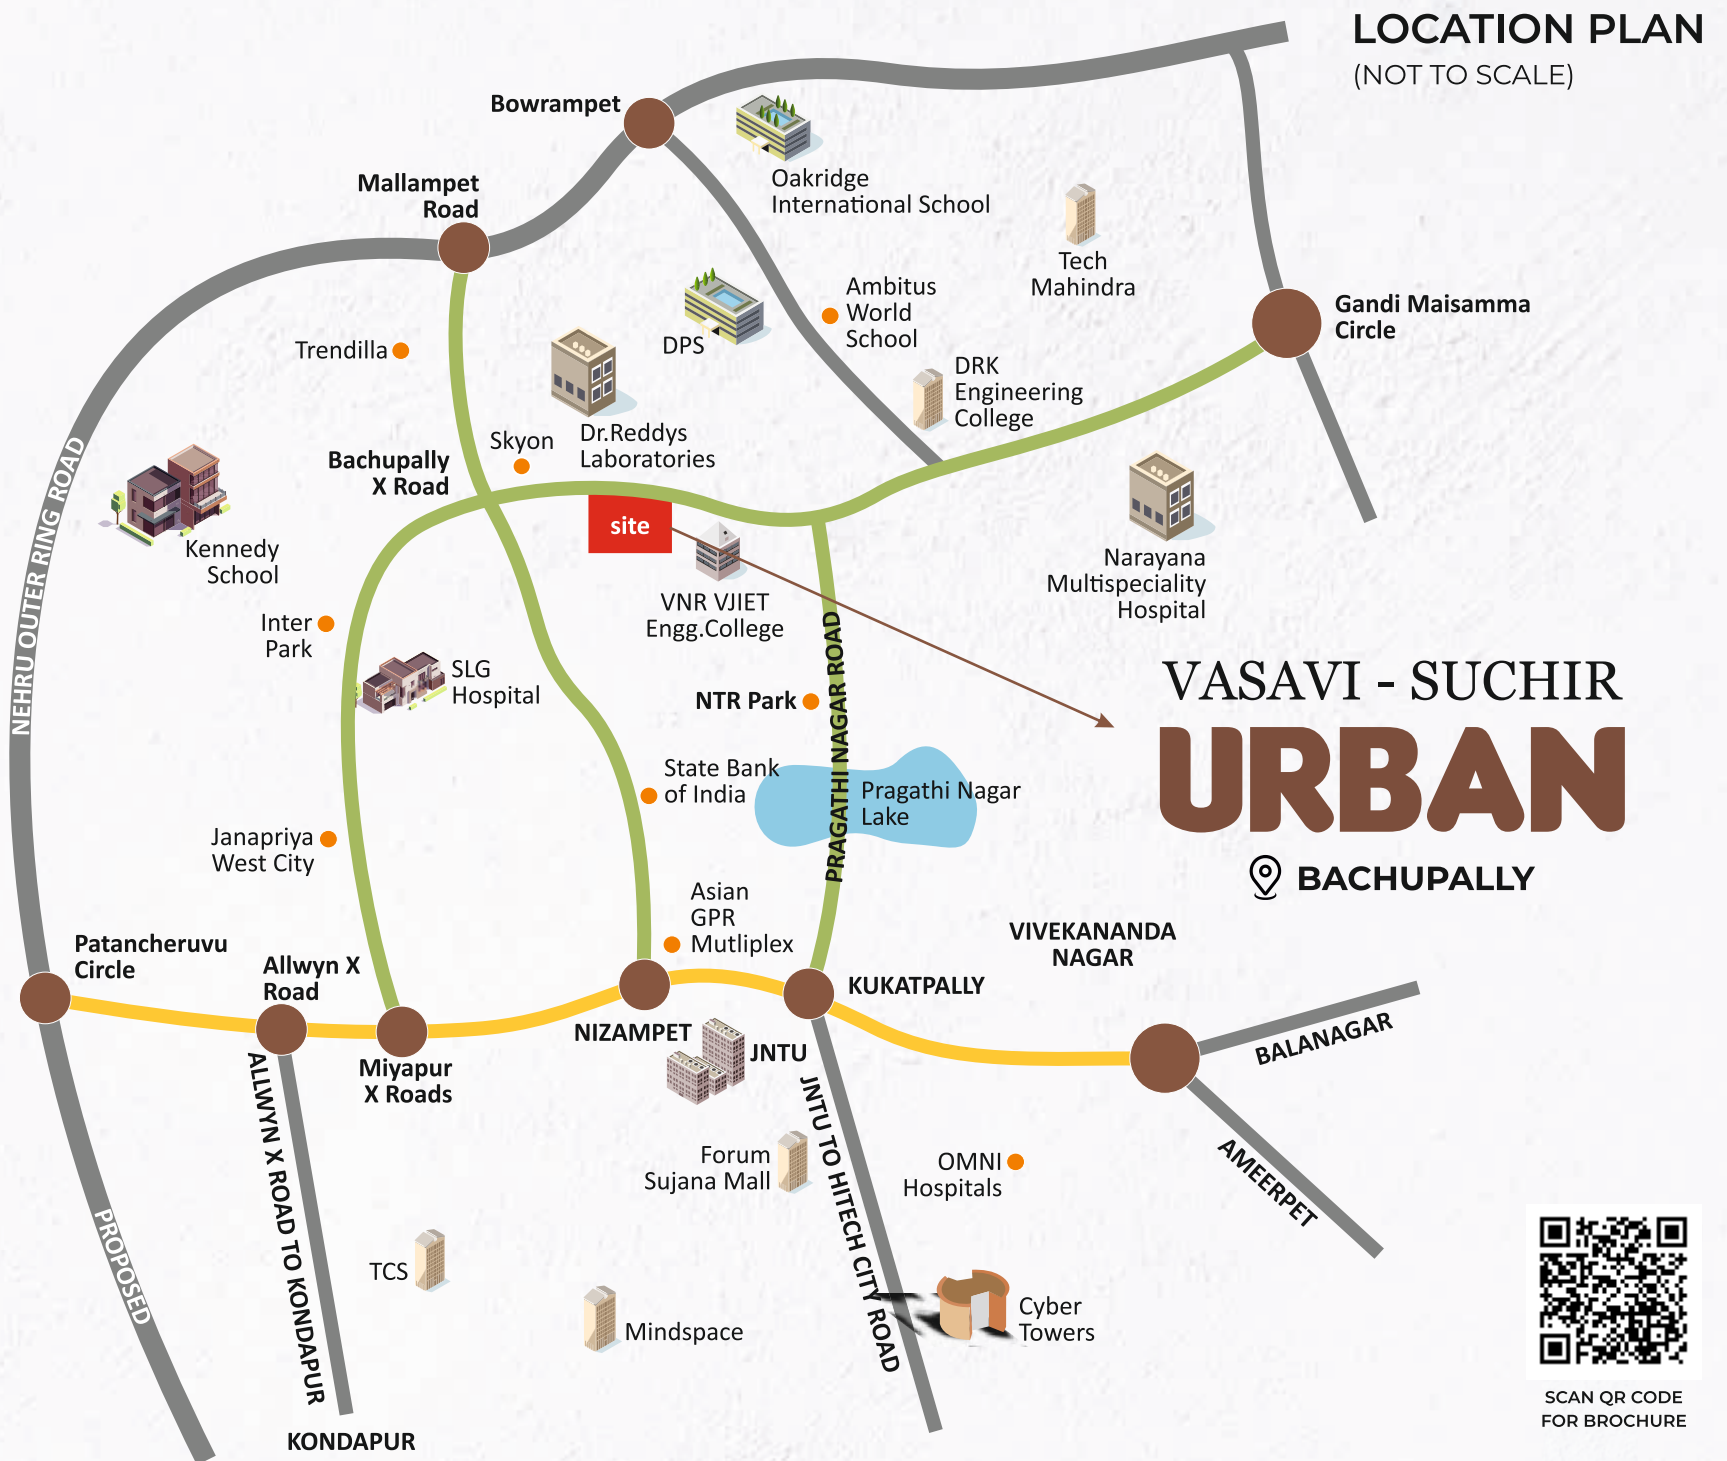 LOCATION PLAN
(NOT TO SCALE)
Bowrampet
Mallampet
Road
Oakridge
International School
Tech
Mahindra
Ambitus
World
School
Gandi Maisamma
Circle
Trendilla
DPS
DRK
Engineering
College
Skyon
Dr.Reddys
Laboratories
Bachupally
X Road
NEHRU OUTER RING ROAD
site
Kennedy
School
Narayana
Multispeciality
Hospital
VNR VJIET
Engg.College
Inter
Park
SLG
Hospital
NTR Park
PRAGATHI NAGAR ROAD
VASAVI - SUCHIR
URBAN
BACHUPALLY
State Bank
of India
Pragathi Nagar
Lake
Janapriya
West City
Asian
GPR
Mutliplex
VIVEKANANDA
NAGAR
Patancheruvu
Circle
Allwyn X
Road
KUKATPALLY
NIZAMPET
JNTU
Miyapur
X Roads
BALANAGAR
AMEERPET
ALLWYN X ROAD TO KONDAPUR
JNTU TO HITECH CITY ROAD
Forum
Sujana Mall
OMNI
Hospitals
PROPOSED
TCS
Mindspace
Cyber
Towers
KONDAPUR
SCAN QR CODE
FOR BROCHURE